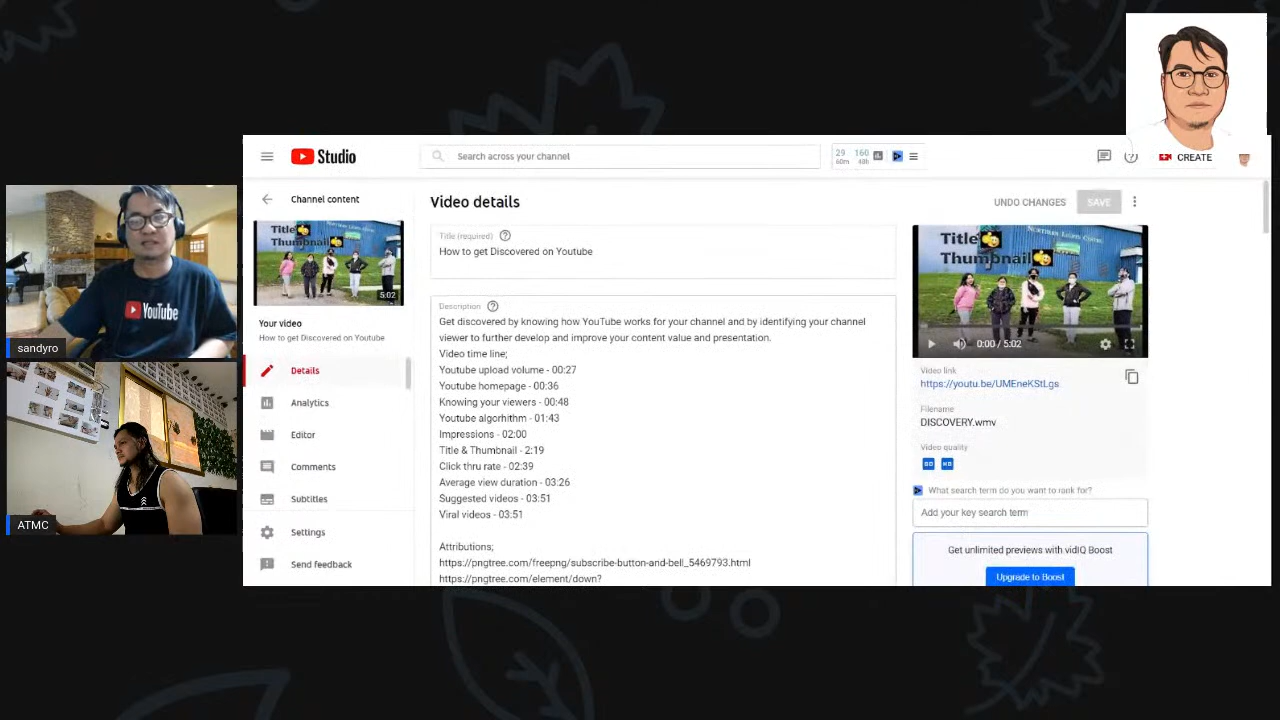 Studio
Search across your channel
29
60m
160
48h
CREATE
Channel content
Title
Thumbnail
5:02
Your video
How to get Discovered on Youtube
Details
Analytics
Editor
Comments
Subtitles
Settings
Send feedback
Video details
UNDO CHANGES
SAVE
Title (required)
How to get Discovered on Youtube
Description
Get discovered by knowing how YouTube works for your channel and by identifying your channel
viewer to further develop and improve your content value and presentation.
Video time line;
Youtube upload volume - 00:27
Youtube homepage - 00:36
Knowing your viewers - 00:48
Youtube algorhithm - 01:43
Impressions - 02:00
Title & Thumbnail - 2:19
Click thru rate - 02:39
Average view duration - 03:26
Suggested videos - 03:51
Viral videos - 03:51
Attributions;
https://pngtree.com/freepng/subscribe-button-and-bell_5469793.html
https://pngtree.com/element/down?
Title
Thumbnail
0:00 / 5:02
Video link
https://youtu.be/UMEneKStLgs
Filename
DISCOVERY.wmv
Video quality
SD HD
What search term do you want to rank for?
Add your key search term
Get unlimited previews with vidIQ Boost
Upgrade to Boost
YouTube
sandyro
ATMC